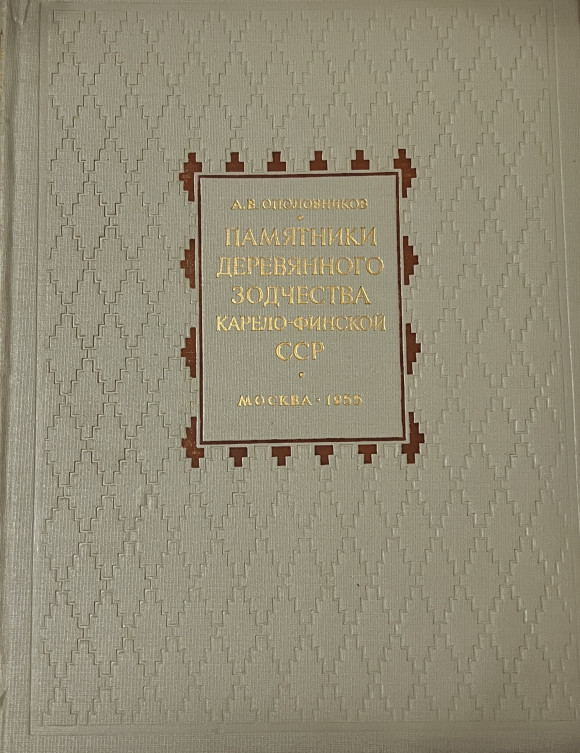 А.В.ОПОЛОВНИКОВ
ПАМЯТНИКИ
ДЕРЕВЯННОГО
ЗОДЧЕСТВА
КАРЕЛО-ФИНСКОЙ
ССР
МОСКВА · 1955